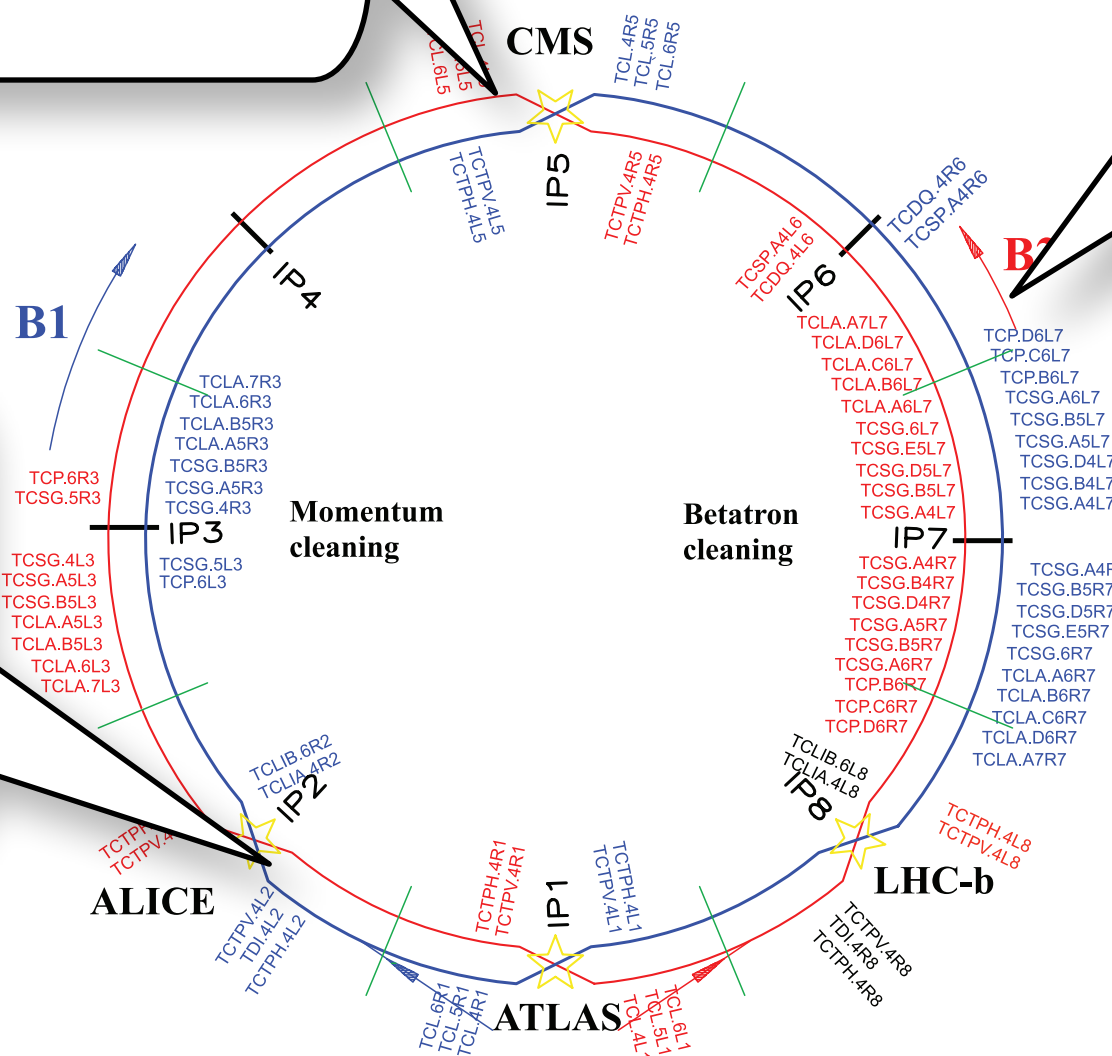 CMS
TCL.6L5
TCL.4R5
TCL.5R5
TCL.6R5
TCTPV.4L5
TCTPH.4L5
IP5
TCTPV.4R5
TCTPH.4R5
TCDQ.4R6
TCSP.A4R6
TCSP.A4L6
TCDQ.4L6
IP6
IP4
B1
TCLA.7R3
TCLA.6R3
TCLA.B5R3
TCLA.A5R3
TCSG.B5R3
TCSG.A5R3
TCSG.4R3
TCP.6R3
TCSG.5R3
IP3
TCSG.5L3
TCP.6L3
TCSG.4L3
TCSG.A5L3
TCSG.B5L3
TCLA.A5L3
TCLA.B5L3
TCLA.6L3
TCLA.7L3
Momentum
cleaning
Betatron
cleaning
TCLA.A7L7
TCLA.D6L7
TCLA.C6L7
TCLA.B6L7
TCLA.A6L7
TCSG.6L7
TCSG.E5L7
TCSG.D5L7
TCSG.B5L7
TCSG.A4L7
IP7
TCSG.A4R7
TCSG.B4R7
TCSG.D4R7
TCSG.A5R7
TCSG.B5R7
TCSG.A6R7
TCP.B6R7
TCP.C6R7
TCP.D6R7
TCP.D6L7
TCP.C6L7
TCP.B6L7
TCSG.A6L7
TCSG.B5L7
TCSG.A5L7
TCSG.D4L7
TCSG.B4L7
TCSG.A4L7
TCSG.B5R7
TCSG.D5R7
TCSG.E5R7
TCSG.6R7
TCLA.A6R7
TCLA.B6R7
TCLA.C6R7
TCLA.D6R7
TCLA.A7R7
TCLIB.6R2
TCLIA.4R2
IP2
ALICE
TCTPV.4L2
TDI.4L2
TCTPH.4L2
TCTPH.4R1
TCTPV.4R1
IP1
TCTPH.4L1
TCTPV.4L1
TCL.6R1
TCL.5R1
TCL.4R1
ATLAS
TCL.6L1
TCL.5L1
TCLIB.6L8
TCLIA.4L8
IP8
TCTPH.4L8
TCTPV.4L8
LHC-b
TCTPV.4R8
TDI.4R8
TCTPH.4R8